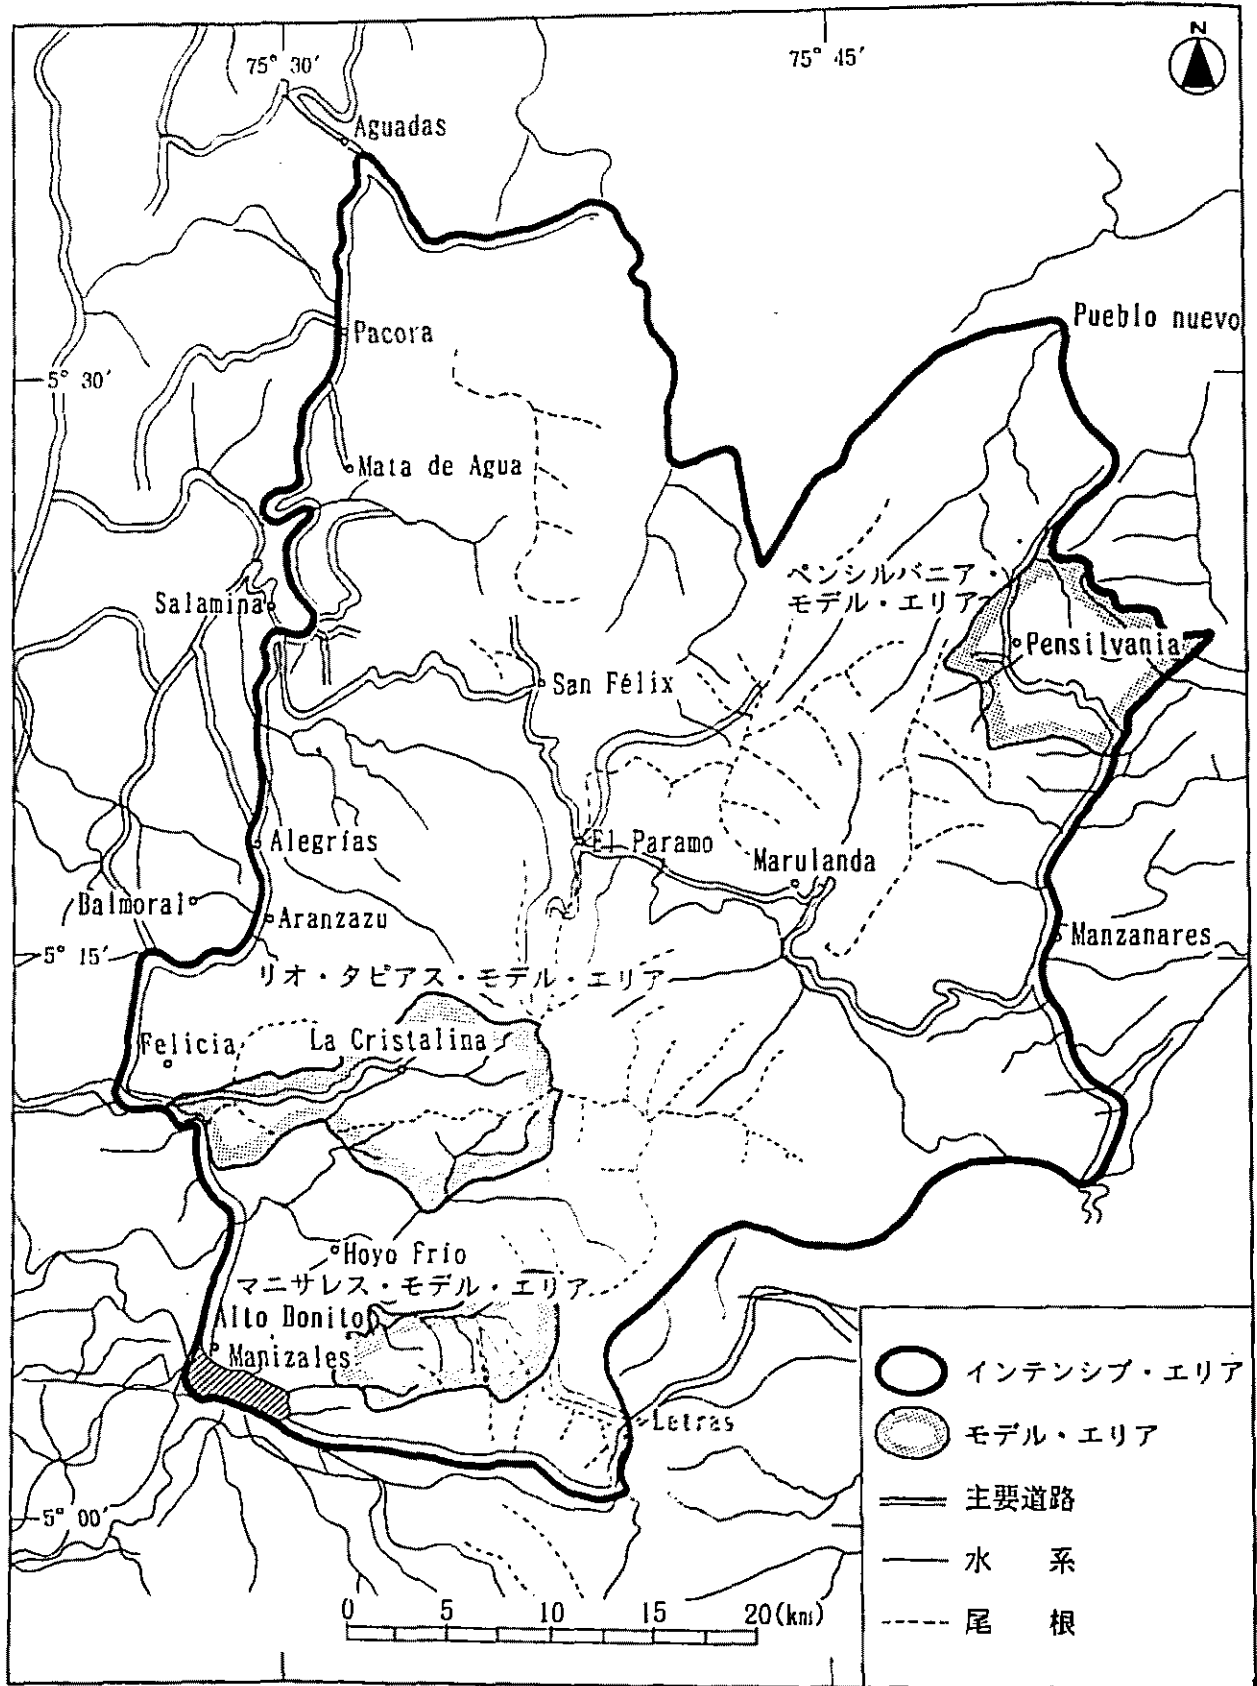 N
75° 30′
75° 45′
Aguadas
Pueblo nuevo
Pacora
5° 30′
Mata de Agua
ペンシルバニア・
モデル・エリア
Salamina
Pensilvania
San Félix
Alegrías
El Paramo
Marulanda
Balmoral
Aranzazu
Manzanares
5° 15′
リオ・タピアス・モデル・エリア
Felicia
La Cristalina
Hoyo Frío
マニサレス・モデル・エリア
Alto Bonito
Manizales
Letras
インテンシブ・エリア
モデル・エリア
主要道路
5° 00′
水 系
0 5 10 15 20(km)
尾 根